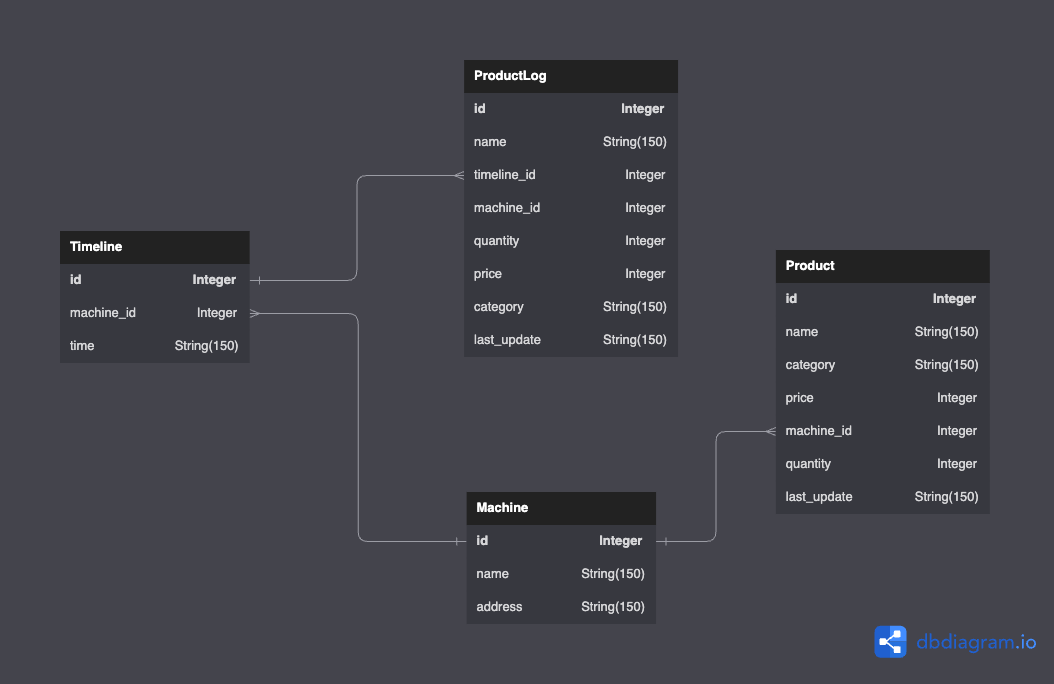 ProductLog
id Integer
name String(150)
timeline_id Integer
machine_id Integer
quantity Integer
price Integer
category String(150)
last_update String(150)
Timeline
id Integer
machine_id Integer
time String(150)
Product
id Integer
name String(150)
category String(150)
price Integer
machine_id Integer
quantity Integer
last_update String(150)
Machine
id Integer
name String(150)
address String(150)
dbdiagram.io